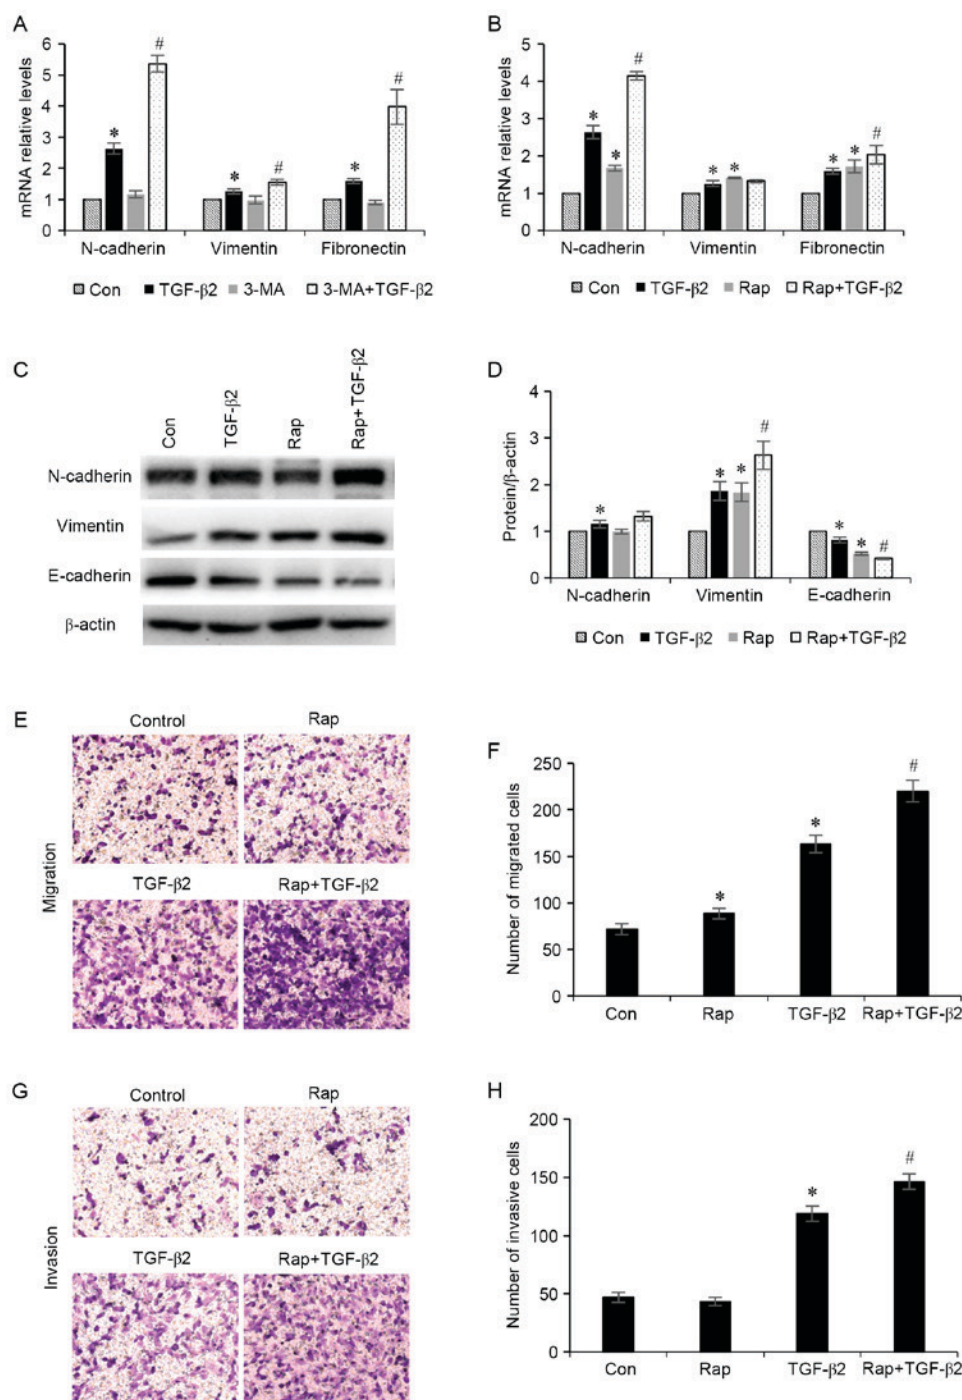 A
mRNA relative levels
6
5
4
3
2
1
0
*
#
*
#
*
#
N-cadherin Vimentin Fibronectin
Con TGF-β2 3-MA 3-MA+TGF-β2
B
mRNA relative levels
5
4
3
2
1
0
*
*
#
*
*
*
*
#
N-cadherin Vimentin Fibronectin
Con TGF-β2 Rap Rap+TGF-β2
C
Con TGF-β2 Rap Rap+TGF-β2
N-cadherin
Vimentin
E-cadherin
β-actin
D
Protein/β-actin
4
3
2
1
0
*
*
*
#
*
*
#
N-cadherin Vimentin E-cadherin
Con TGF-β2 Rap Rap+TGF-β2
E
Migration
Control Rap
TGF-β2 Rap+TGF-β2
F
Number of migrated cells
250
200
150
100
50
0
*
*
#
Con Rap TGF-β2 Rap+TGF-β2
G
Invasion
Control Rap
TGF-β2 Rap+TGF-β2
H
Number of invasive cells
200
150
100
50
0
*
#
Con Rap TGF-β2 Rap+TGF-β2